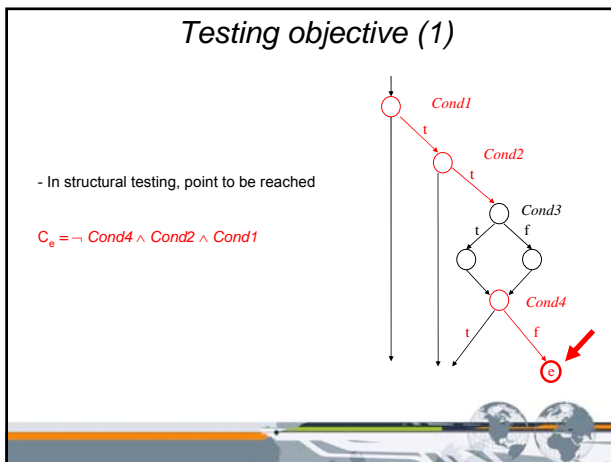 Testing objective (1)
Cond1
t
Cond2
t
- In structural testing, point to be reached
Cond3
t f
Cₑ = ¬ Cond4 ∧ Cond2 ∧ Cond1
Cond4
t f
e